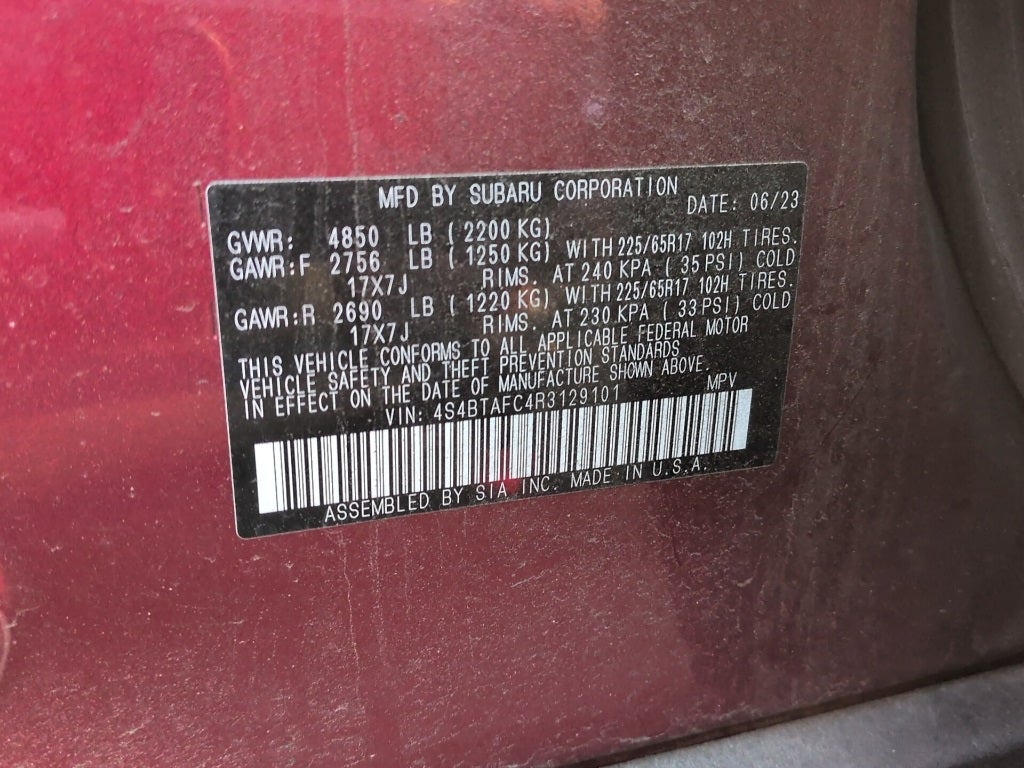 MFD BY SUBARU CORPORATION DATE: 06/23
GVWR: 4850 LB ( 2200 KG)
GAWR:F 2756 LB ( 1250 KG) WITH 225/65R17 102H TIRES.
17X7J RIMS. AT 240 KPA ( 35 PSI) COLD
GAWR:R 2690 LB ( 1220 KG) WITH 225/65R17 102H TIRES.
17X7J RIMS. AT 230 KPA ( 33 PSI) COLD
THIS VEHICLE CONFORMS TO ALL APPLICABLE FEDERAL MOTOR
VEHICLE SAFETY AND THEFT PREVENTION STANDARDS
IN EFFECT ON THE DATE OF MANUFACTURE SHOWN ABOVE.
VIN: 4S4BTAFC4R3129101 MPV
ASSEMBLED BY SIA INC. MADE IN U.S.A.